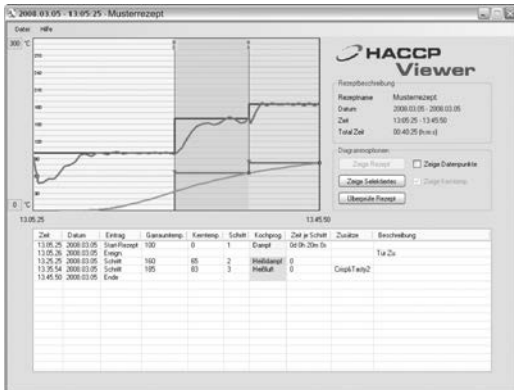 2008.03.05 - 13:05:25 - Musterrezept
Datei Hilfe
300 °C
0 °C
13.05.25 13.45.50
HACCP
Viewer
Rezeptbeschreibung
Rezeptname Musterrezept
Datum 2008.03.05 - 2008.03.05
Zeit 13:05:25 - 13:45:50
Total Zeit 00:40:25 (h:m:s)
Diagrammoptionen
Zeige Rezept Zeige Datenpunkte
Zeige Selektiertes Zeige Kerntemp.
Überprüfe Rezept
Zeit Datum Eintrag Garraumtemp. Kerntemp. Schritt Kochprog. Zeit je Schritt Zusätze Beschreibung
13.05.25 2008.03.05 Start Rezept 100 0 1 Dampf 0d 0h 20m 0s
13.05.26 2008.03.05 Ereign. Tür Zu
13.25.25 2008.03.05 Schritt 160 65 2 Heißdampf 0
13.35.54 2008.03.05 Schritt 185 83 3 Heißluft 0 Crisp&Tasty2
13.45.50 2008.03.05 Ende